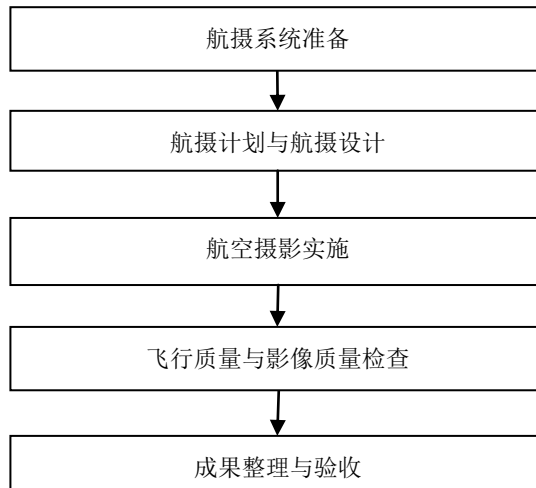 航摄系统准备
航摄计划与航摄设计
航空摄影实施
飞行质量与影像质量检查
成果整理与验收